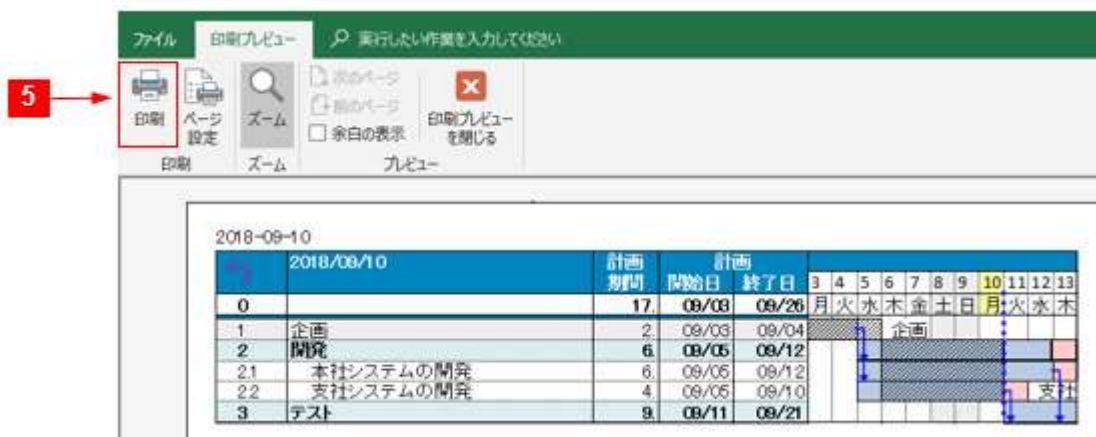 ファイル 印刷プレビュー 実行したい作業を入力してください
5
印刷 ページ設定 ズーム 次のページ 前のページ 余白の表示 印刷プレビューを閉じる
印刷 ズーム プレビュー
2018-09-10
2018/09/10 計画期間 計画
開始日 終了日 3 4 5 6 7 8 9 10 11 12 13
0 17. 09/03 09/26 月 火 水 木 金 土 日 月 火 水 木
1 企画 2. 09/03 09/04 企画
2 開発 6. 09/05 09/12
2.1 本社システムの開発 6. 09/05 09/12
2.2 支社システムの開発 4. 09/05 09/10 支社
3 テスト 9. 09/11 09/21